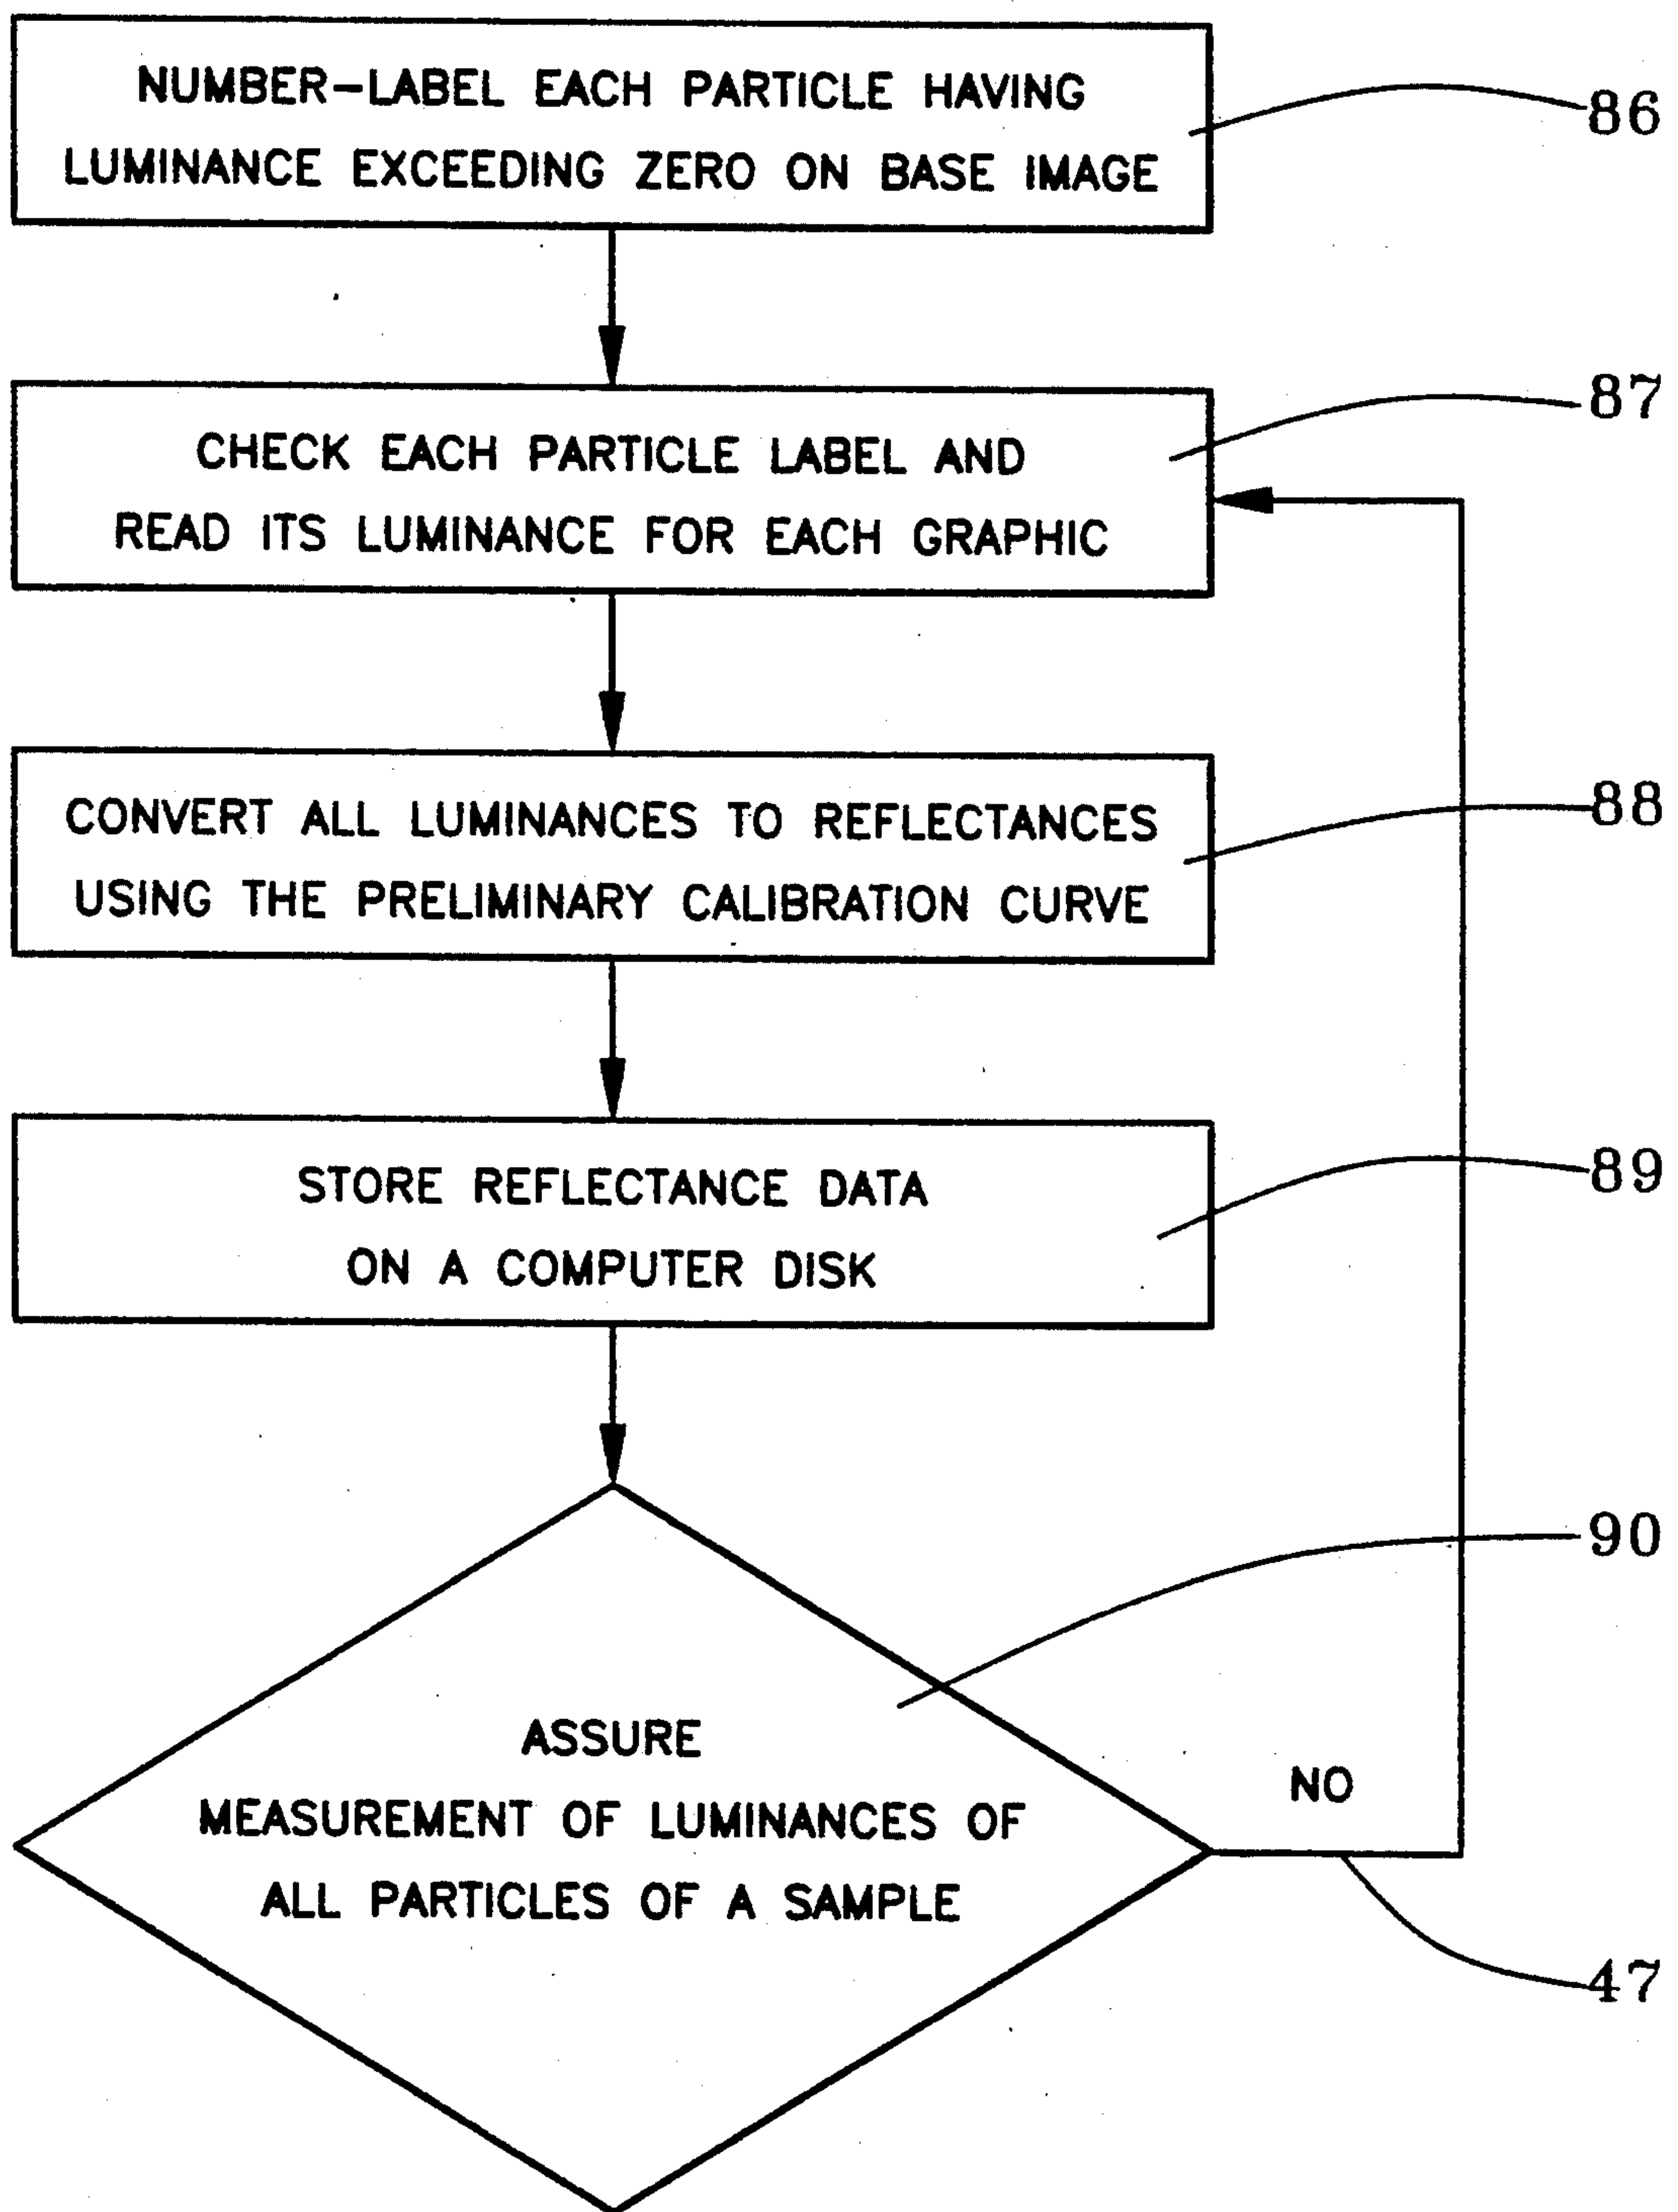 NUMBER-LABEL EACH PARTICLE HAVING
LUMINANCE EXCEEDING ZERO ON BASE IMAGE
86
CHECK EACH PARTICLE LABEL AND
READ ITS LUMINANCE FOR EACH GRAPHIC
87
CONVERT ALL LUMINANCES TO REFLECTANCES
USING THE PRELIMINARY CALIBRATION CURVE
88
STORE REFLECTANCE DATA
ON A COMPUTER DISK
89
90
ASSURE
MEASUREMENT OF LUMINANCES OF
ALL PARTICLES OF A SAMPLE
NO
47